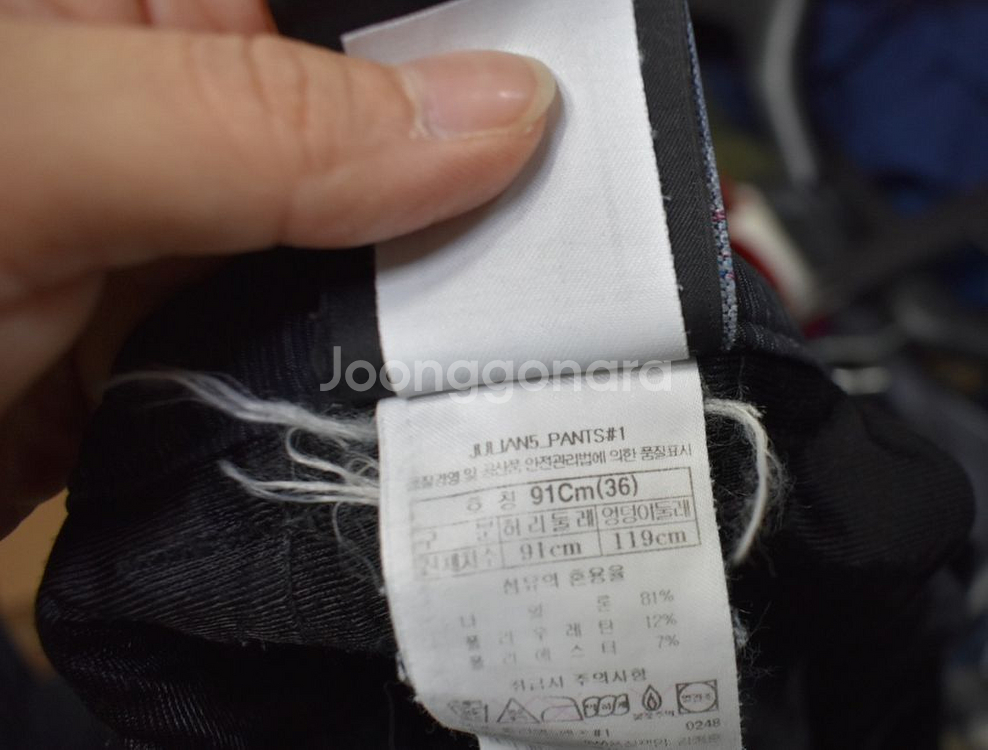 Joonggonara
JULIAN5_PANTS#1
품질경영 및 공산품 안전관리법에 의한 품질표시
호 칭 91Cm(36)
구 분 허리둘레 엉덩이둘레
신체치수 91cm 119cm
섬유의 혼용율
나 일 론 81%
폴 리 우 레 탄 12%
폴 리 에 스 터 7%
취급시 주의사항
0248
#1